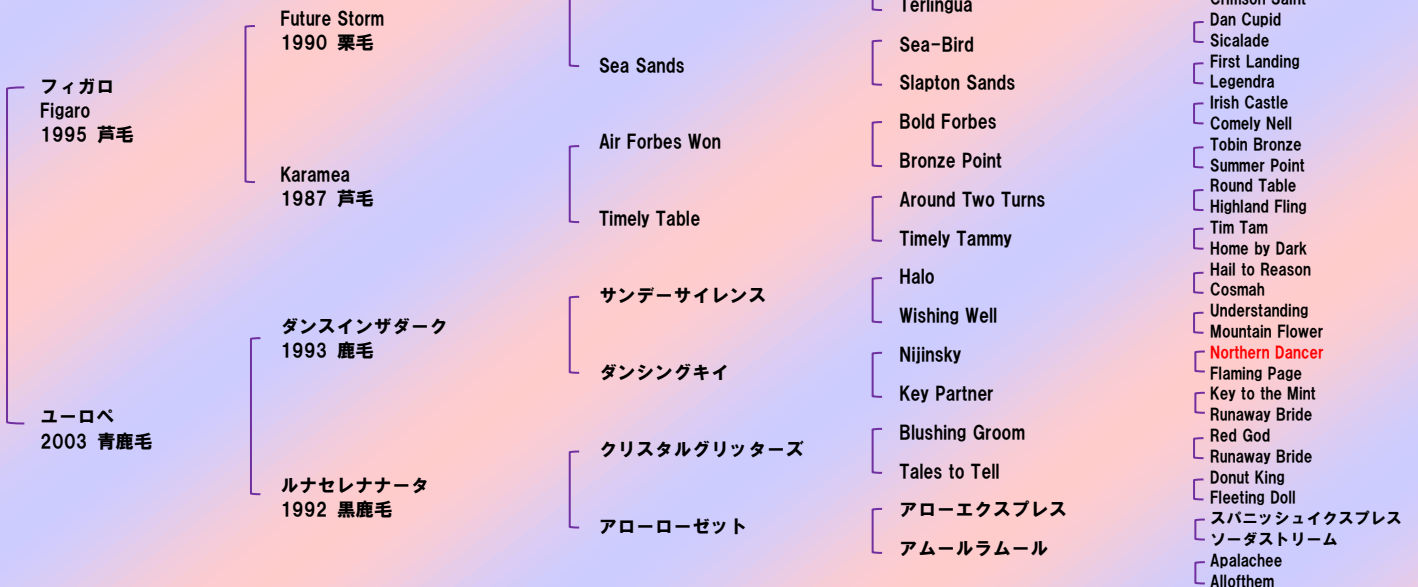 フィガロ
Figaro
1995 芦毛
ユーロペ
2003 青鹿毛
Future Storm
1990 栗毛
Karamea
1987 芦毛
ダンスインザダーク
1993 鹿毛
ルナセレナナータ
1992 黒鹿毛
Sea Sands
Air Forbes Won
Timely Table
サンデーサイレンス
ダンシングキイ
クリスタルグリッターズ
アローローゼット
Terlingua
Sea-Bird
Slapton Sands
Bold Forbes
Bronze Point
Around Two Turns
Timely Tammy
Halo
Wishing Well
Nijinsky
Key Partner
Blushing Groom
Tales to Tell
アローエクスプレス
アムールラムール
Crimson Saint
Dan Cupid
Sicalade
First Landing
Legendra
Irish Castle
Comely Nell
Tobin Bronze
Summer Point
Round Table
Highland Fling
Tim Tam
Home by Dark
Hail to Reason
Cosmah
Understanding
Mountain Flower
Northern Dancer
Flaming Page
Key to the Mint
Runaway Bride
Red God
Runaway Bride
Donut King
Fleeting Doll
スパニッシュイクスプレス
ソーダストリーム
Apalachee
Allofthem